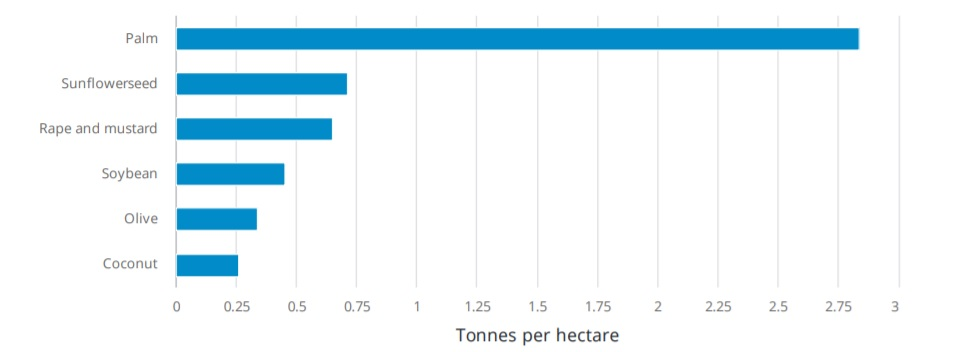 Palm
Sunflowerseed
Rape and mustard
Soybean
Olive
Coconut
0 0.25 0.5 0.75 1 1.25 1.5 1.75 2 2.25 2.5 2.75 3
Tonnes per hectare